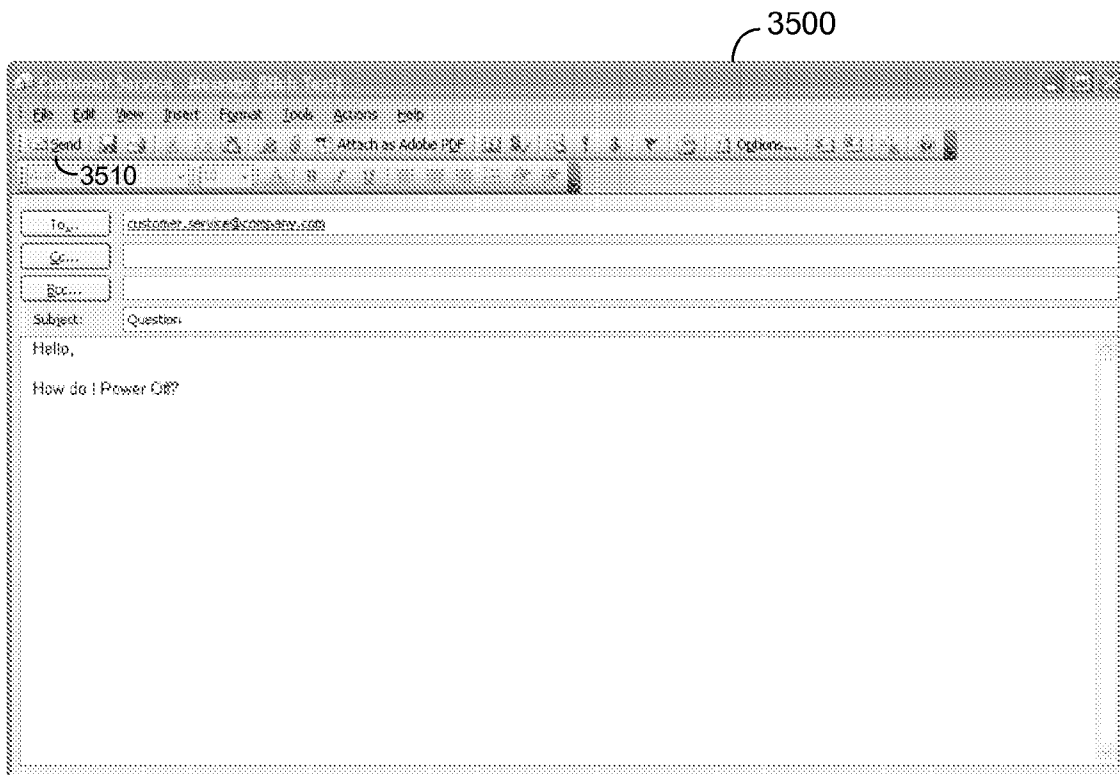 3500
File Edit View Insert Format Tools Actions Help
Send Attach as Adobe PDF Options...
3510 B I U
To... customer.service@company.com
Cc...
Bcc...
Subject: Question
Hello,
How do I Power Off?